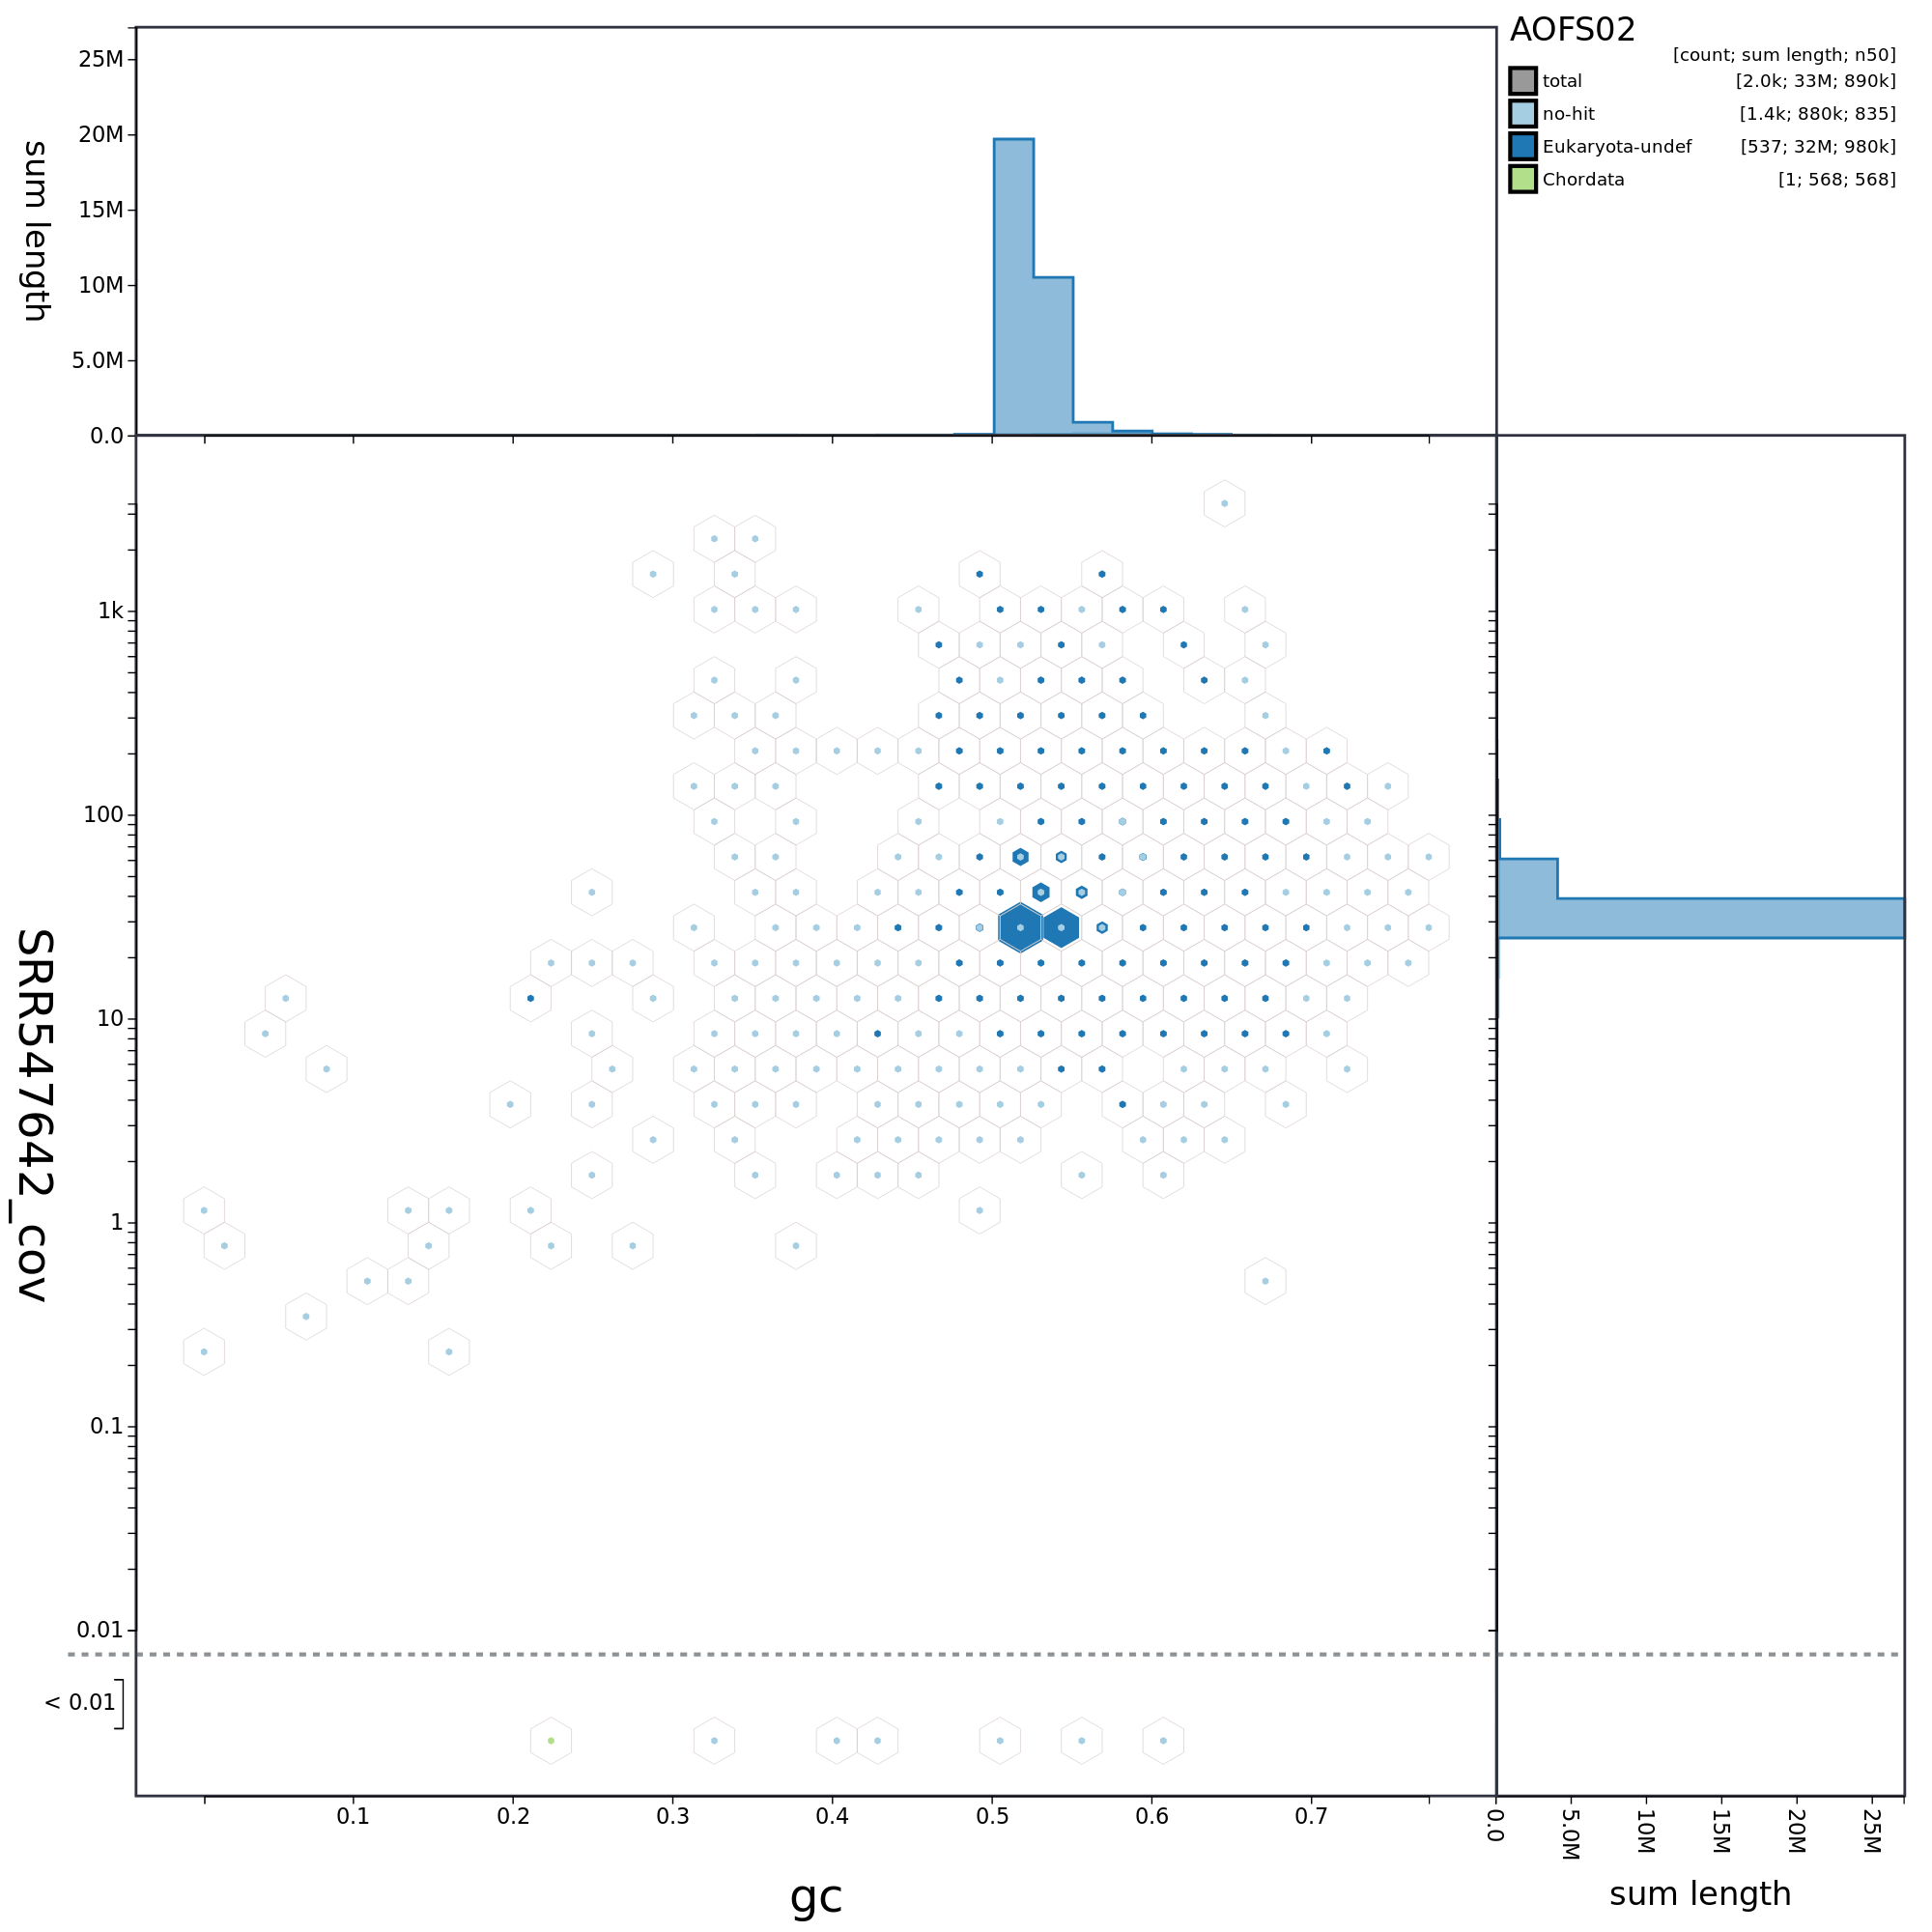 AOFS02
[count; sum length; n50]
total [2.0k; 33M; 890k]
no-hit [1.4k; 880k; 835]
Eukaryota-undef [537; 32M; 980k]
Chordata [1; 568; 568]
sum length
25M
20M
15M
10M
5.0M
0.0
SRR547642_cov
1k
100
10
1
0.1
0.01
< 0.01
0.1 0.2 0.3 0.4 0.5 0.6 0.7
gc
0.0 5.0M 10M 15M 20M 25M
sum length